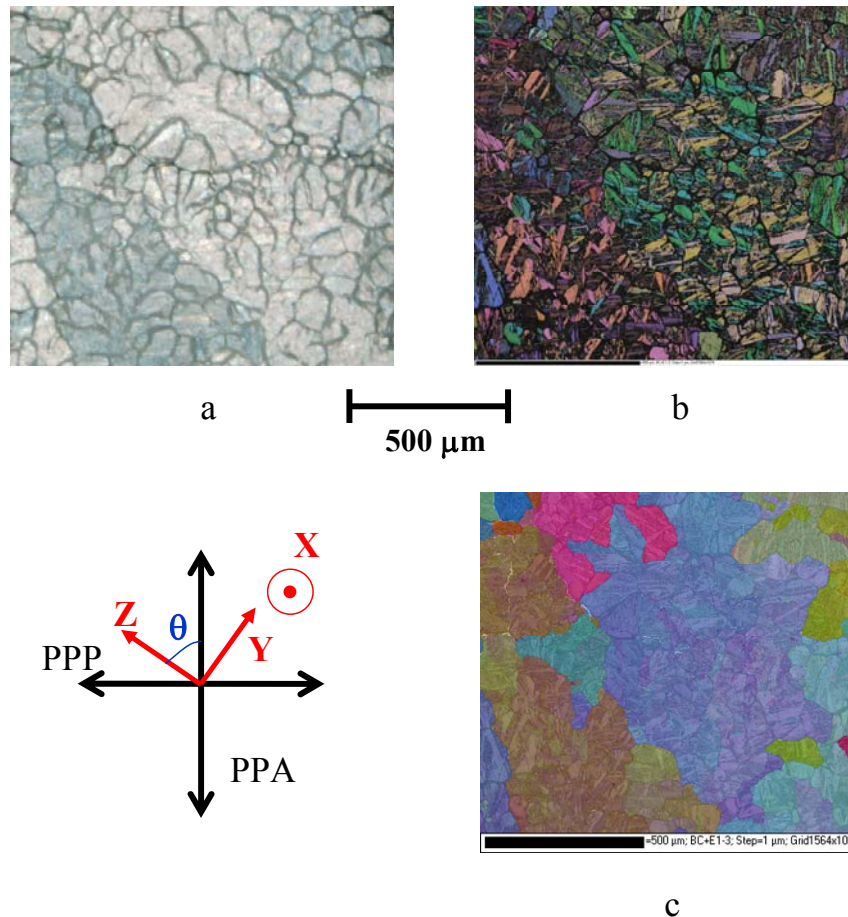 a
b
500 µm
X
Z
θ
Y
PPP
PPA
=500 µm; BC+E1-3; Step=1 µm; Grid1564x10
c